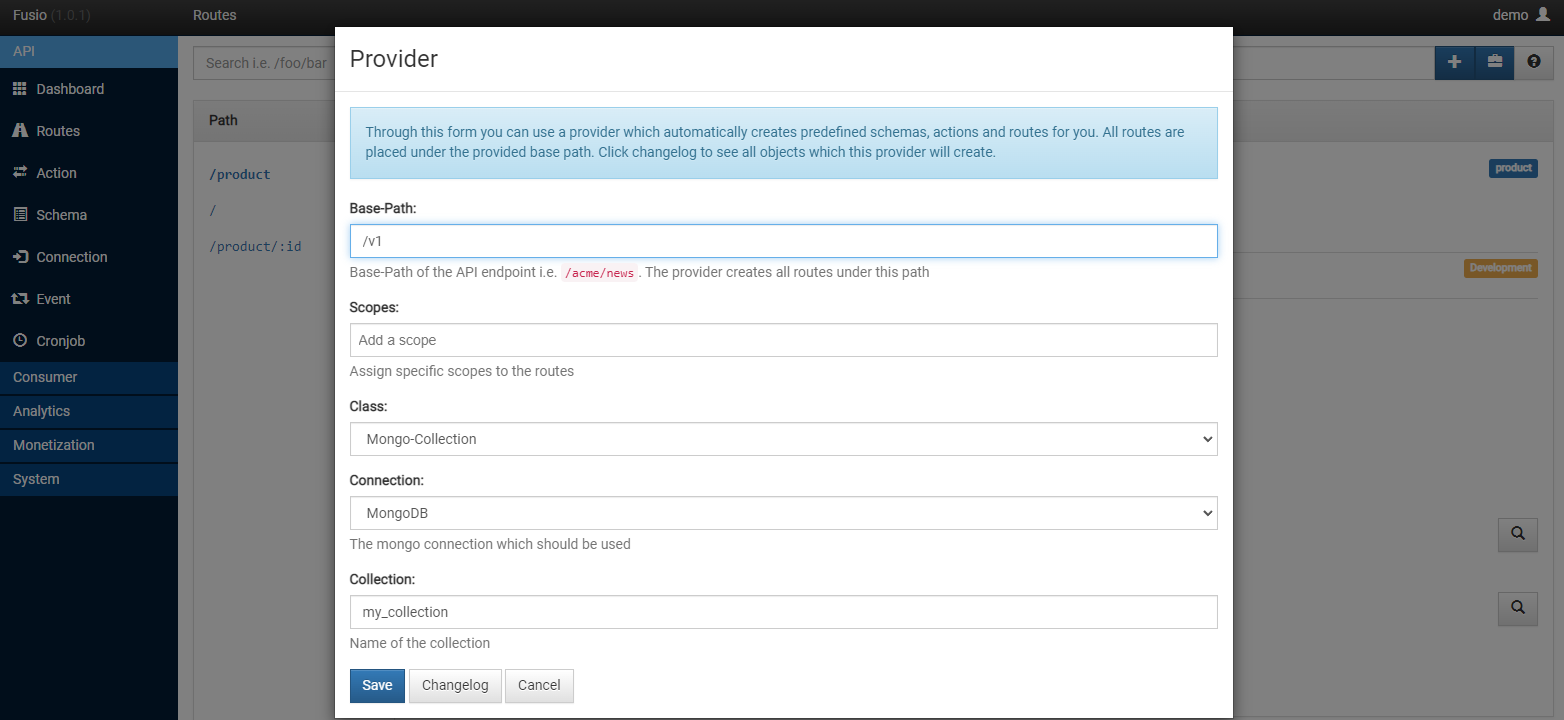 Fusio (1.0.1)
Routes
demo
API
Dashboard
Routes
Action
Schema
Connection
Event
Cronjob
Consumer
Analytics
Monetization
System
Search i.e. /foo/bar
Path
/product
/
/product/:id
product
Development
Provider
Through this form you can use a provider which automatically creates predefined schemas, actions and routes for you. All routes are
placed under the provided base path. Click changelog to see all objects which this provider will create.
Base-Path:
/v1
Base-Path of the API endpoint i.e. /acme/news. The provider creates all routes under this path
Scopes:
Add a scope
Assign specific scopes to the routes
Class:
Mongo-Collection
Connection:
MongoDB
The mongo connection which should be used
Collection:
my_collection
Name of the collection
Save
Changelog
Cancel